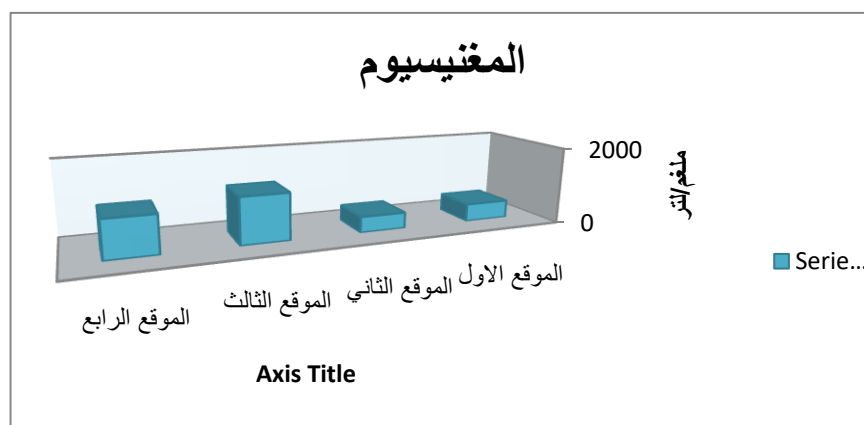 المغنيسيوم
2000
0
ملغم/لتر
الموقع الاول
الموقع الثاني
الموقع الثالث
الموقع الرابع
Axis Title
Serie...